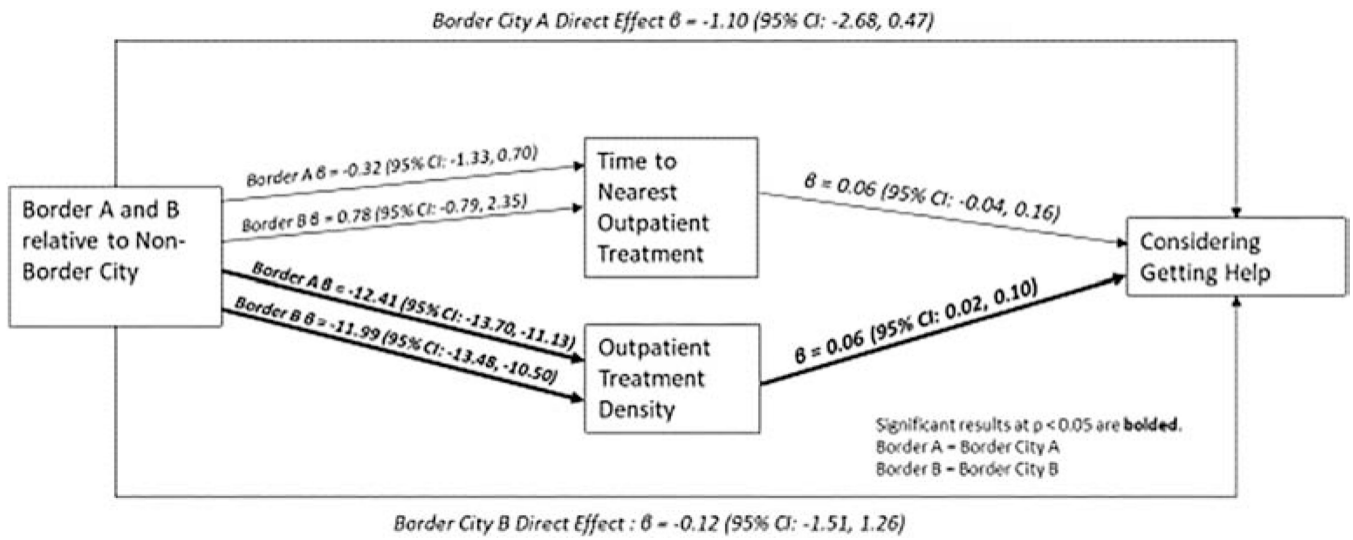 Border City A Direct Effect β = -1.10 (95% CI: -2.68, 0.47)
Border A β = -0.32 (95% CI: -1.33, 0.70)
Border B β = 0.78 (95% CI: -0.79, 2.35)
Time to
Nearest
Outpatient
Treatment
β = 0.06 (95% CI: -0.04, 0.16)
Border A and B
relative to Non-
Border City
Considering
Getting Help
Border A β = -12.41 (95% CI: -13.70, -11.13)
Border B β = -11.99 (95% CI: -13.48, -10.50)
Outpatient
Treatment
Density
β = 0.06 (95% CI: 0.02, 0.10)
Significant results at p < 0.05 are bolded.
Border A = Border City A
Border B = Border City B
Border City B Direct Effect : β = -0.12 (95% CI: -1.51, 1.26)